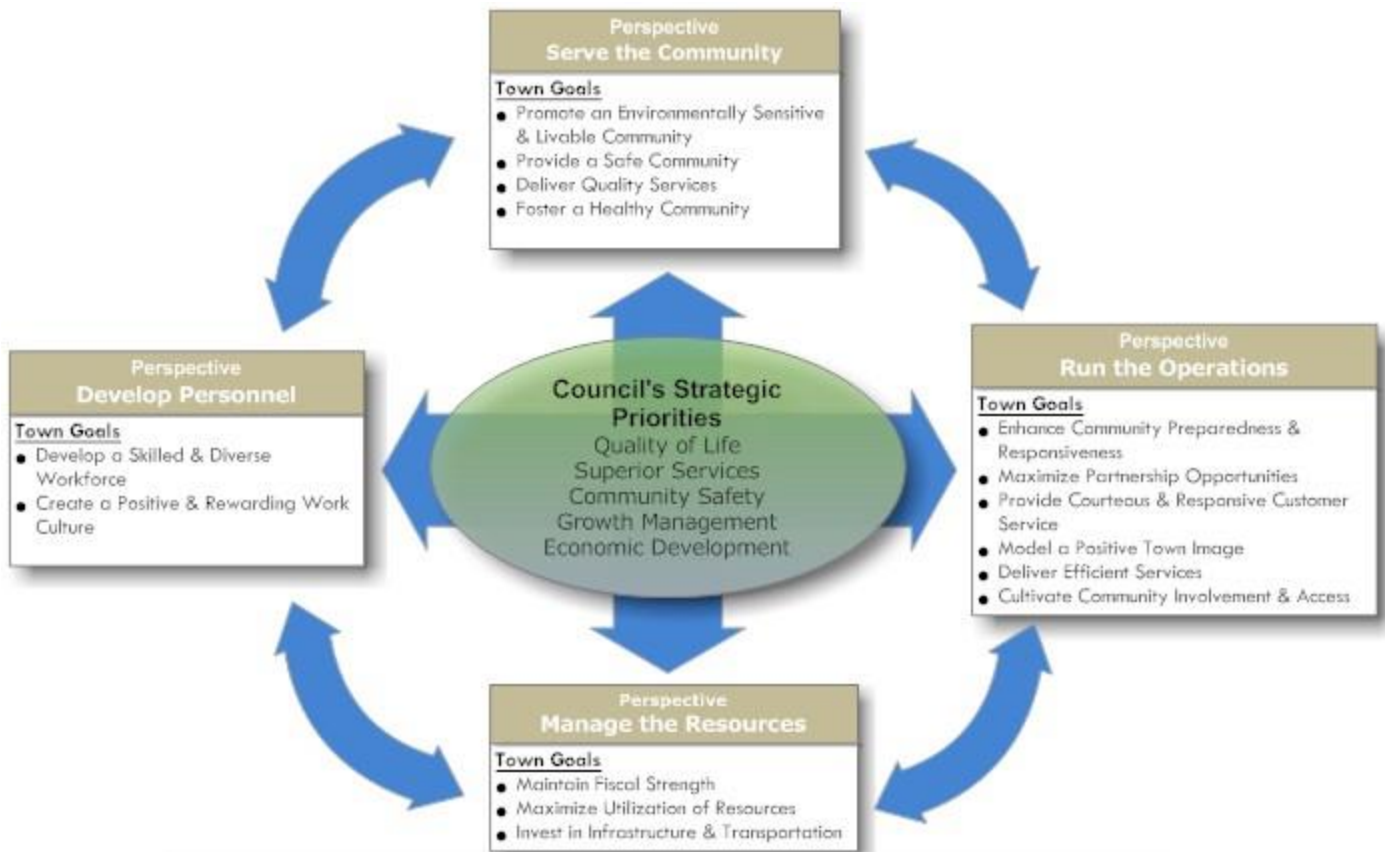 Perspective
Serve the Community
Town Goals
● Promote an Environmentally Sensitive
& Livable Community
● Provide a Safe Community
● Deliver Quality Services
● Foster a Healthy Community
Perspective
Develop Personnel
Town Goals
● Develop a Skilled & Diverse
Workforce
● Create a Positive & Rewarding Work
Culture
Council's Strategic
Priorities
Quality of Life
Superior Services
Community Safety
Growth Management
Economic Development
Perspective
Run the Operations
Town Goals
● Enhance Community Preparedness &
Responsiveness
● Maximize Partnership Opportunities
● Provide Courteous & Responsive Customer
Service
● Model a Positive Town Image
● Deliver Efficient Services
● Cultivate Community Involvement & Access
Perspective
Manage the Resources
Town Goals
● Maintain Fiscal Strength
● Maximize Utilization of Resources
● Invest in Infrastructure & Transportation